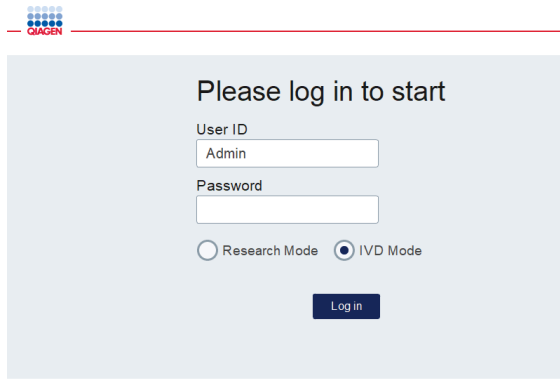 QIAGEN
Please log in to start
User ID
Admin
Password
Research Mode IVD Mode
Log in